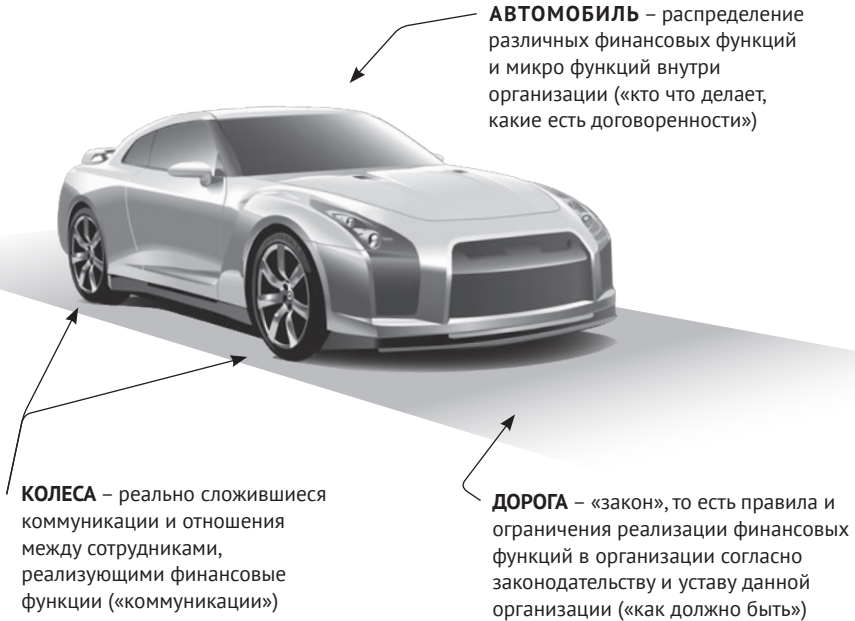 АВТОМОБИЛЬ – распределение
различных финансовых функций
и микро функций внутри
организации («кто что делает,
какие есть договоренности»)
КОЛЕСА – реально сложившиеся
коммуникации и отношения
между сотрудниками,
реализующими финансовые
функции («коммуникации»)
ДОРОГА – «закон», то есть правила и
ограничения реализации финансовых
функций в организации согласно
законодательству и уставу данной
организации («как должно быть»)